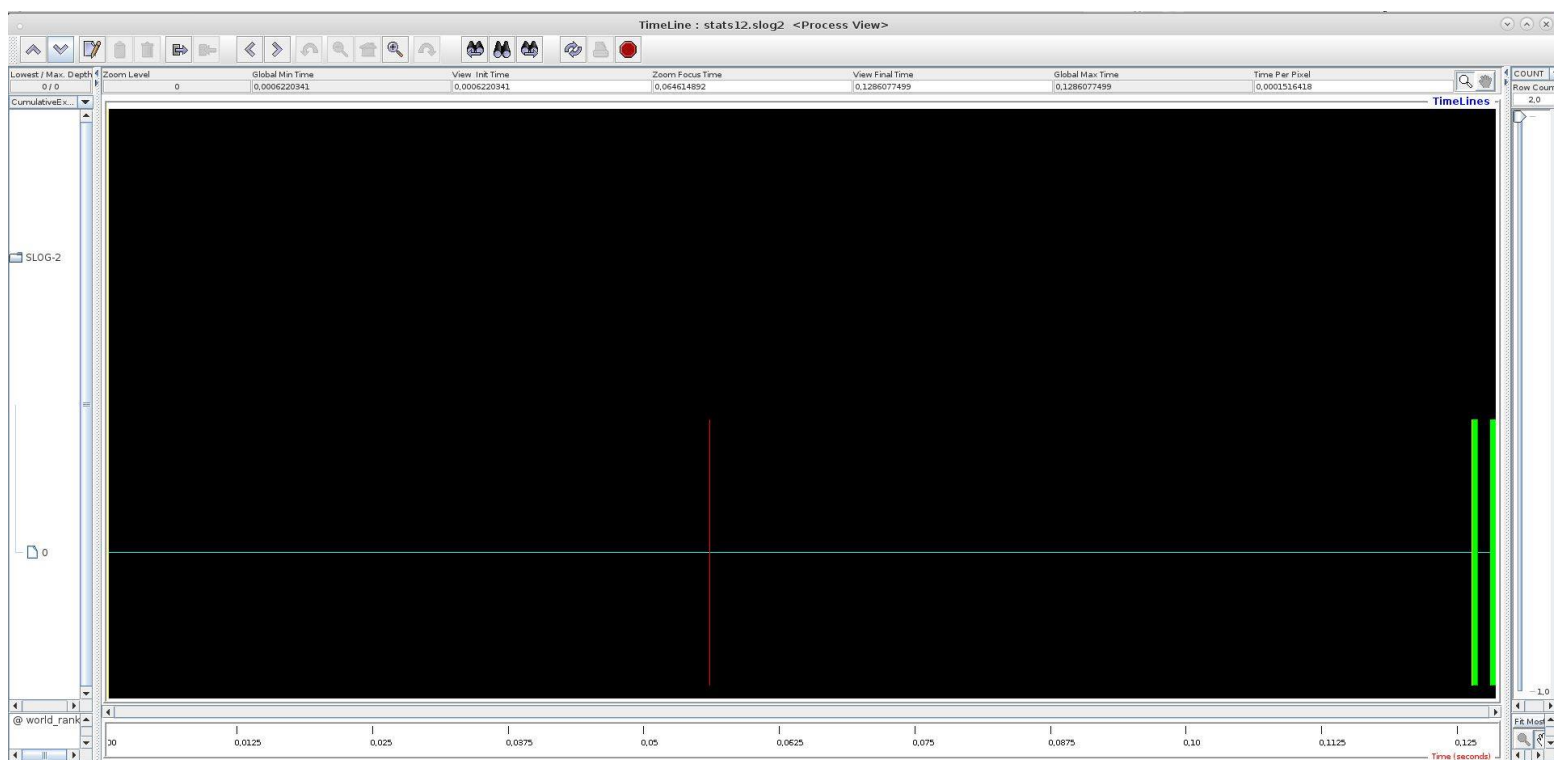 TimeLine : stats12.slog2 <Process View>
Lowest / Max. Depth Zoom Level Global Min Time View Init Time Zoom Focus Time View Final Time Global Max Time Time Per Pixel COUNT
0 / 0 0 0,0006220341 0,0006220341 0,064614892 0,1286077499 0,1286077499 0,0001516418 Row Coun
CumulativeEx... TimeLines 2,0
SLOG-2
0
1,0
@ world_rank Fit Most
00 0,0125 0,025 0,0375 0,05 0,0625 0,075 0,0875 0,10 0,1125 0,125
Time (seconds)